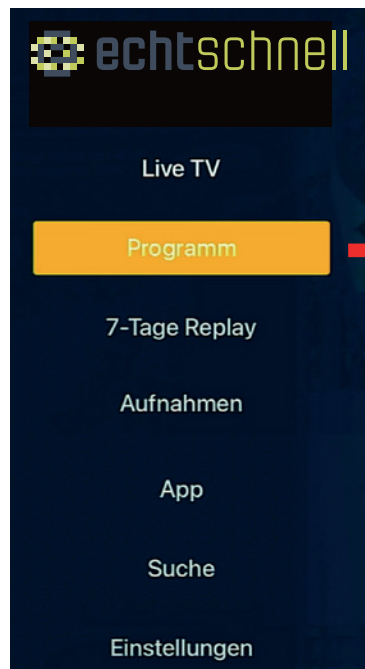 echtschnell
Live TV
Programm
7-Tage Replay
Aufnahmen
App
Suche
Einstellungen